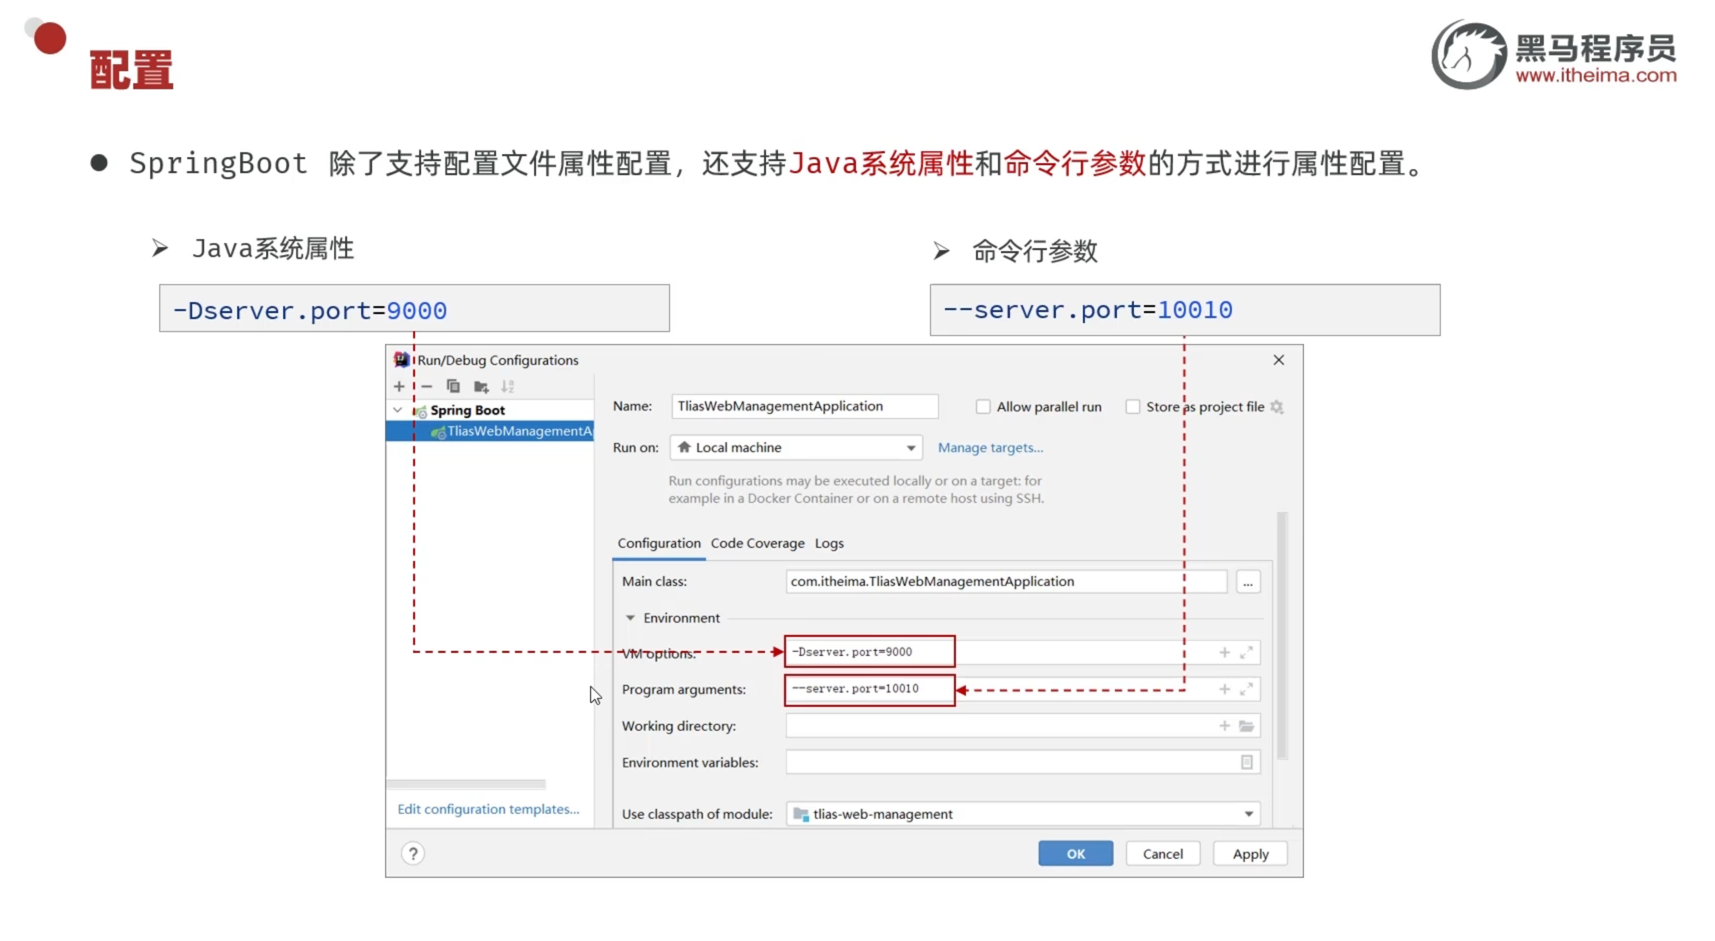 配置
黑马程序员
www.itheima.com
SpringBoot 除了支持配置文件属性配置，还支持Java系统属性和命令行参数的方式进行属性配置。
Java系统属性
命令行参数
-Dserver.port=9000
--server.port=10010
Run/Debug Configurations
Spring Boot
TliasWebManagementA
Name: TliasWebManagementApplication
Allow parallel run
Store as project file
Run on: Local machine
Manage targets...
Run configurations may be executed locally or on a target: for
example in a Docker Container or on a remote host using SSH.
Configuration Code Coverage Logs
Main class: com.itheima.TliasWebManagementApplication ...
Environment
VM options: -Dserver.port=9000
Program arguments: --server.port=10010
Working directory:
Environment variables:
Use classpath of module: tlias-web-management
Edit configuration templates...
? OK Cancel Apply